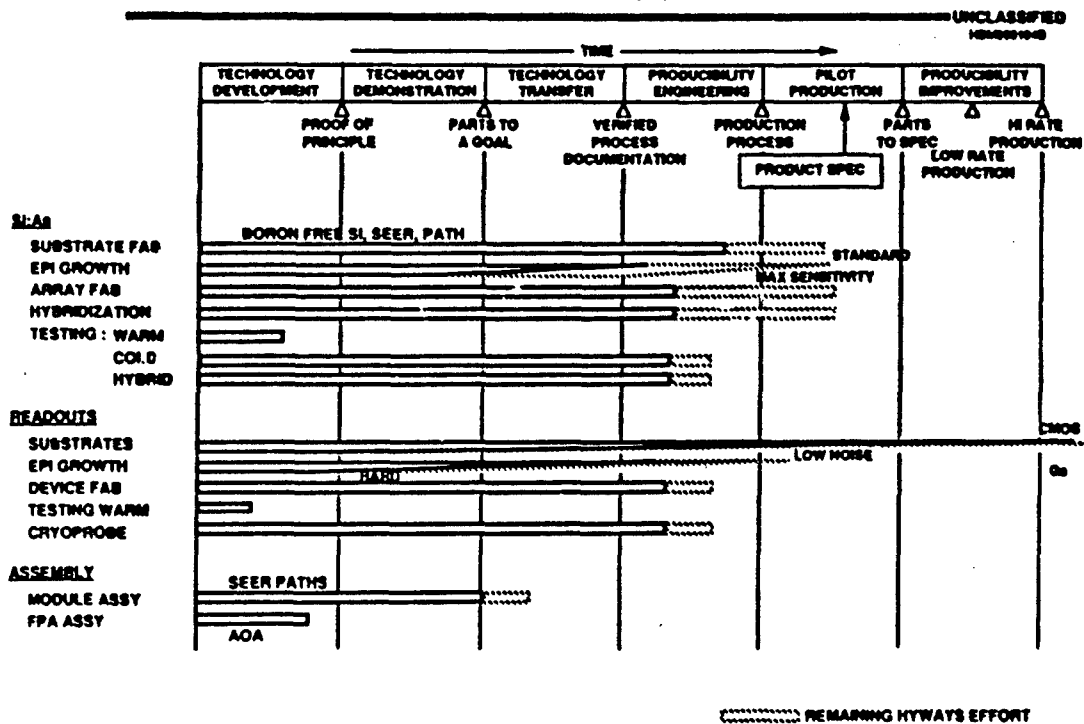 UNCLASSIFIED
TIME
TECHNOLOGY DEVELOPMENT
TECHNOLOGY DEMONSTRATION
TECHNOLOGY TRANSFER
PRODUCIBILITY ENGINEERING
PILOT PRODUCTION
PRODUCIBILITY IMPROVEMENTS
PROOF OF PRINCIPLE
PARTS TO A GOAL
VERIFIED PROCESS DOCUMENTATION
PRODUCTION PROCESS
PRODUCT SPEC
PARTS TO SPEC
LOW RATE PRODUCTION
HI RATE PRODUCTION
SI:As
SUBSTRATE FAB
BORON FREE SI, SEER, PATH
STANDARD
EPI GROWTH
MAX SENSITIVITY
ARRAY FAB
HYBRIDIZATION
TESTING : WARM
COLD
HYBRID
READOUTS
SUBSTRATES
CMOS
EPI GROWTH
LOW NOISE
HARD
DEVICE FAB
TESTING WARM
CRYOPROBE
ASSEMBLY
SEER PATHS
MODULE ASSY
FPA ASSY
AOA
REMAINING HYWAYS EFFORT